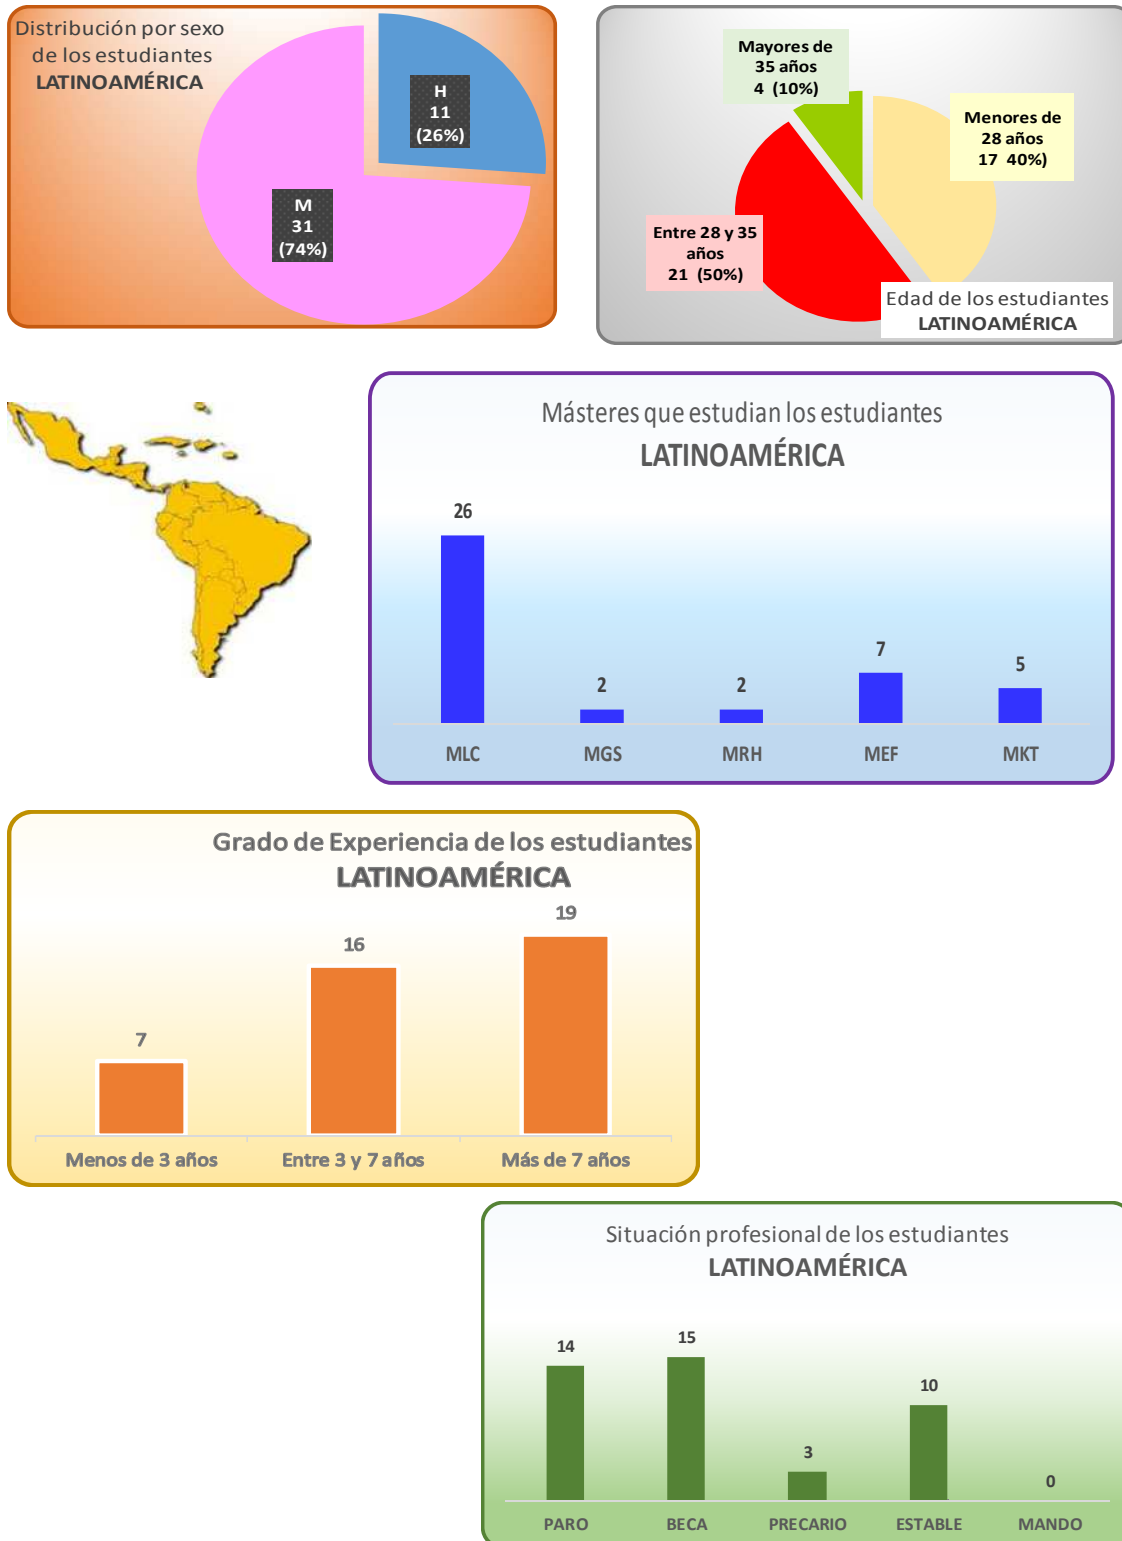 Distribución por sexo
de los estudiantes
LATINOAMÉRICA
H
11
(26%)
M
31
(74%)
Mayores de
35 años
4 (10%)
Menores de
28 años
17 40%)
Entre 28 y 35
años
21 (50%)
Edad de los estudiantes
LATINOAMÉRICA
Másteres que estudian los estudiantes
LATINOAMÉRICA
26
2
2
7
5
MLC
MGS
MRH
MEF
MKT
Grado de Experiencia de los estudiantes
LATINOAMÉRICA
7
16
19
Menos de 3 años
Entre 3 y 7 años
Más de 7 años
Situación profesional de los estudiantes
LATINOAMÉRICA
14
15
3
10
0
PARO
BECA
PRECARIO
ESTABLE
MANDO